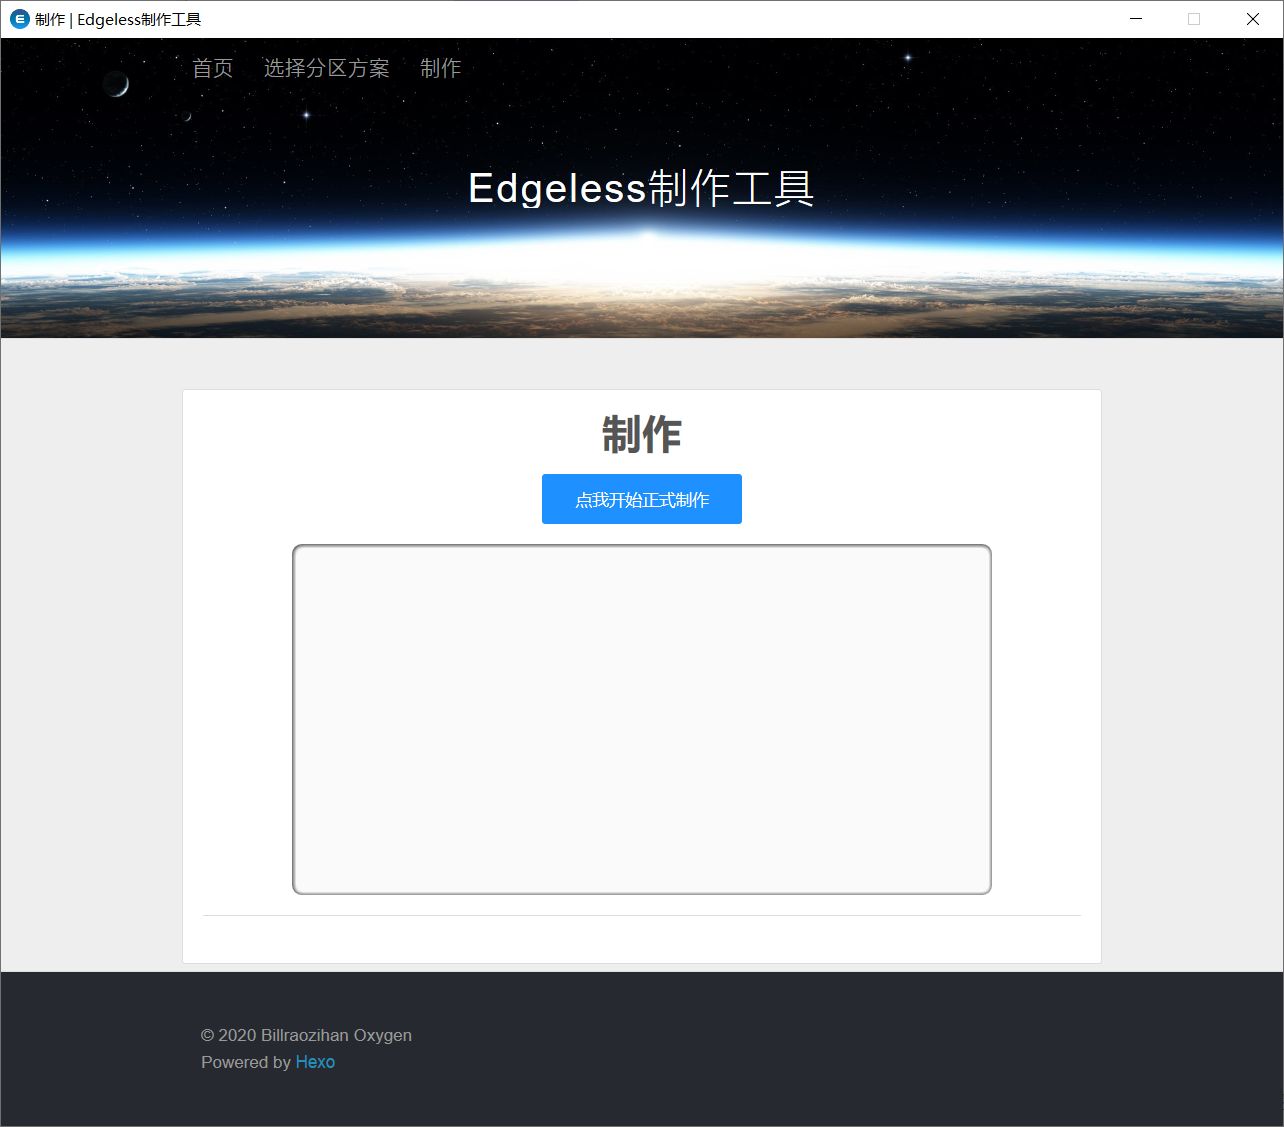 制作 | Edgeless制作工具
首页 选择分区方案 制作
Edgeless制作工具
制作
点我开始正式制作
© 2020 Billraozihan Oxygen
Powered by Hexo